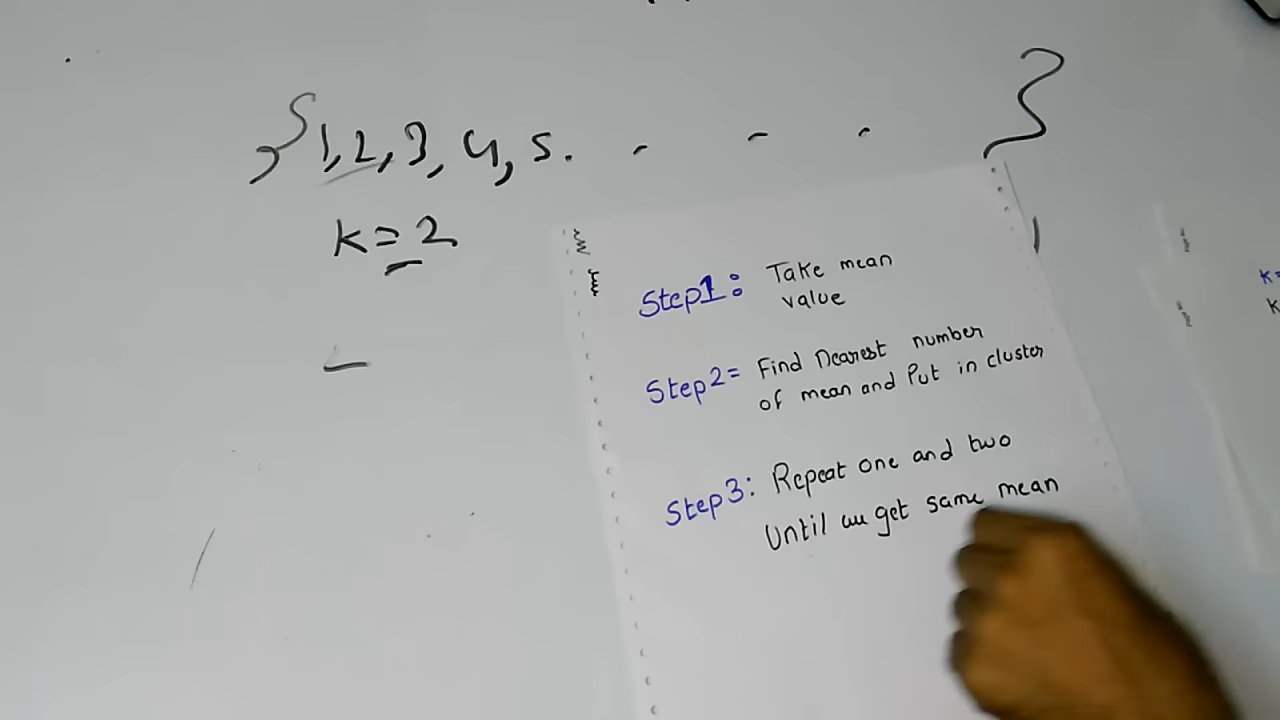 {1,2,3,4,5. - - - }
k=2
Step1: Take mean
value
Step2= Find Nearest number
of mean and Put in cluster
Step3: Repeat one and two
Until we get same mean
k=
K